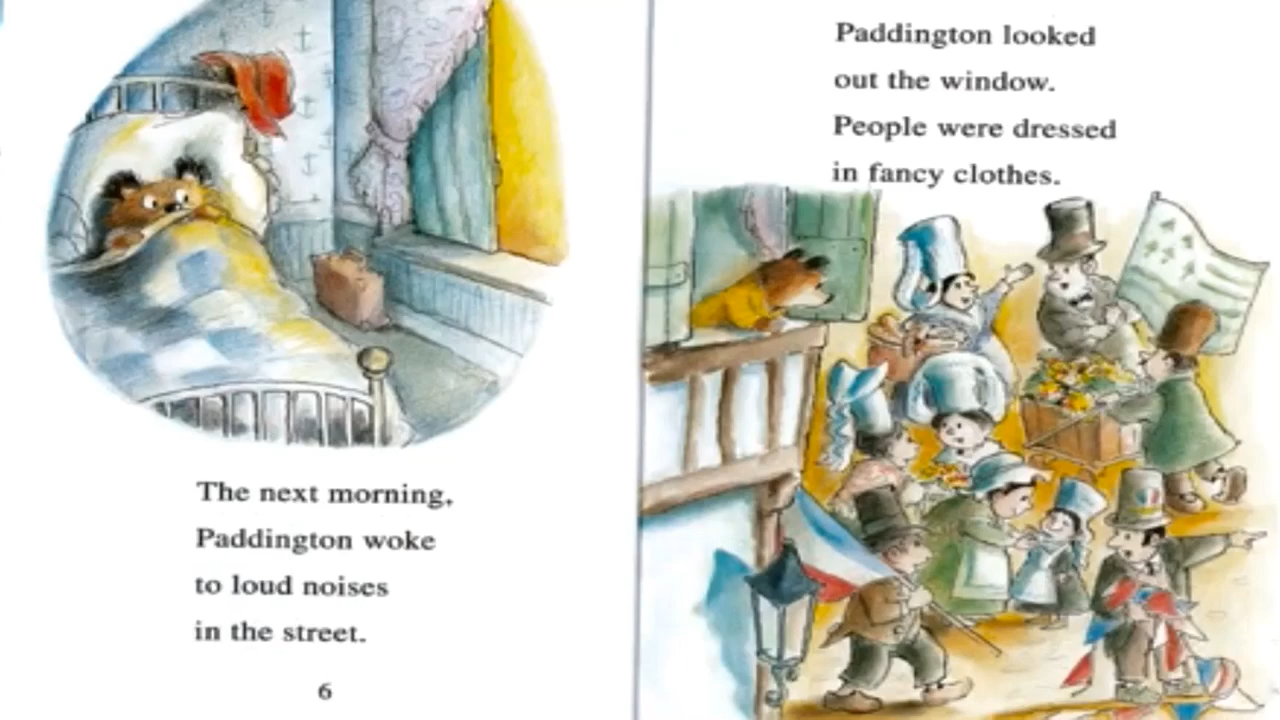 The next morning,
Paddington woke
to loud noises
in the street.
6
Paddington looked
out the window.
People were dressed
in fancy clothes.